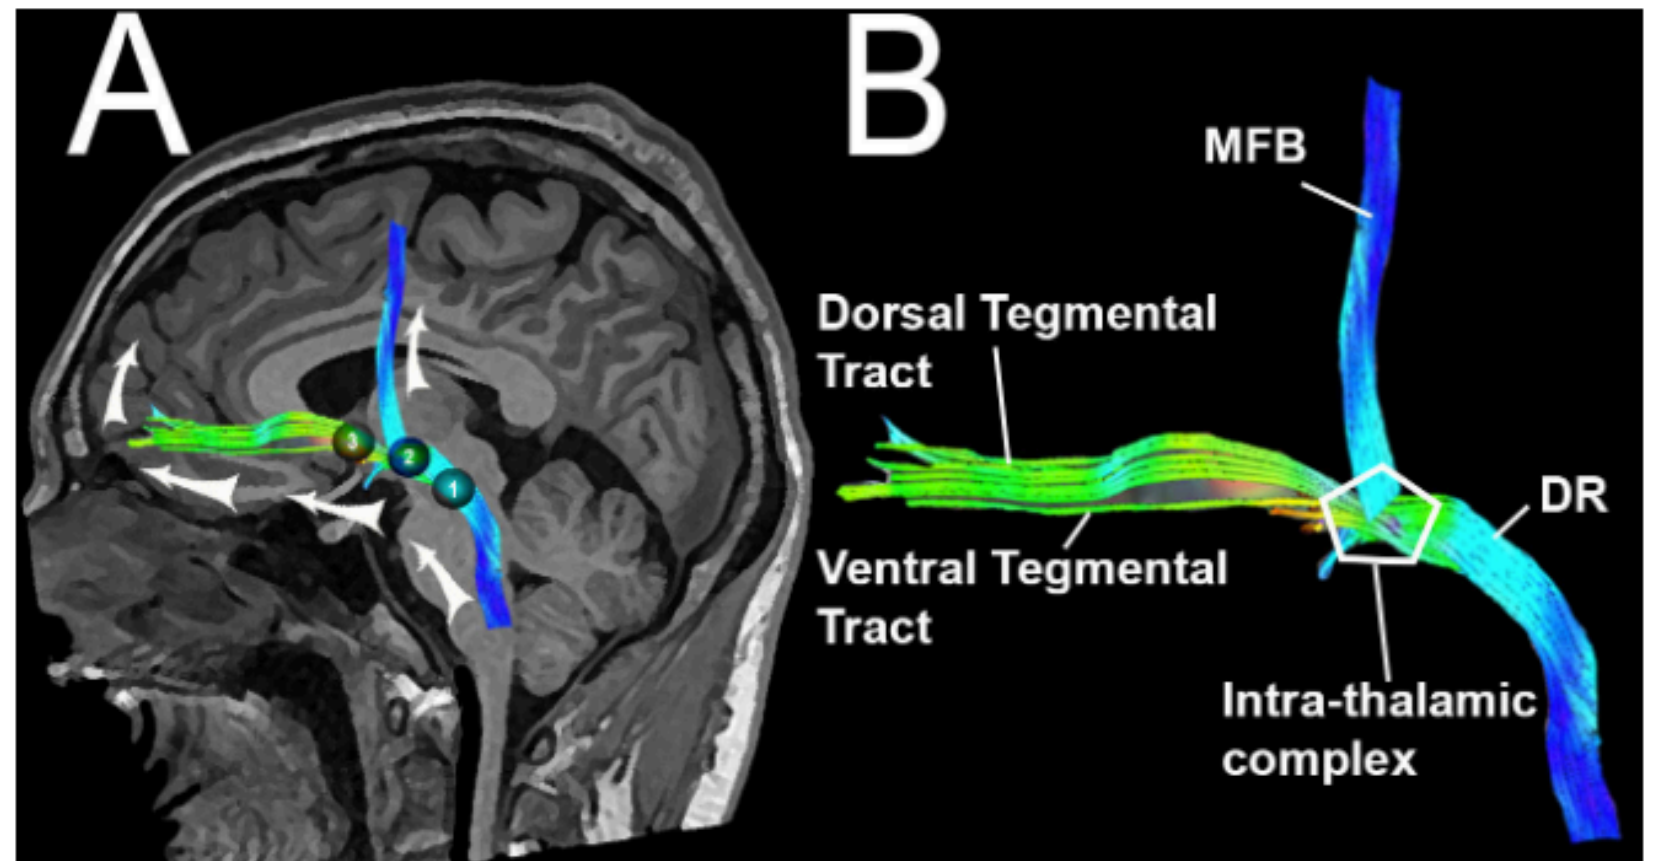 A
B
MFB
Dorsal Tegmental
Tract
3
2
1
DR
Ventral Tegmental
Tract
Intra-thalamic
complex